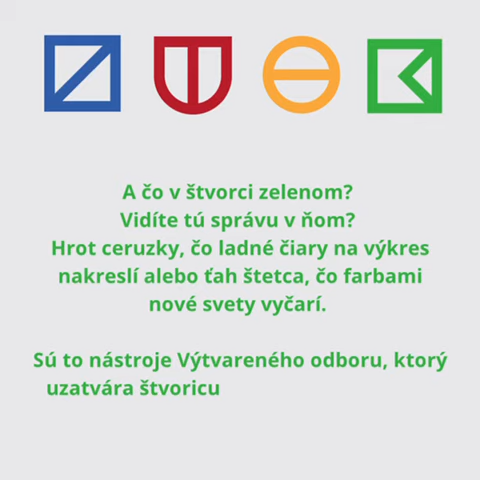 A čo v štvorci zelenom?
Vidíte tú správu v ňom?
Hrot ceruzky, čo ladné čiary na výkres
nakreslí alebo ťah štetca, čo farbami
nové svety vyčarí.
Sú to nástroje Výtvareného odboru, ktorý
uzatvára štvoricu